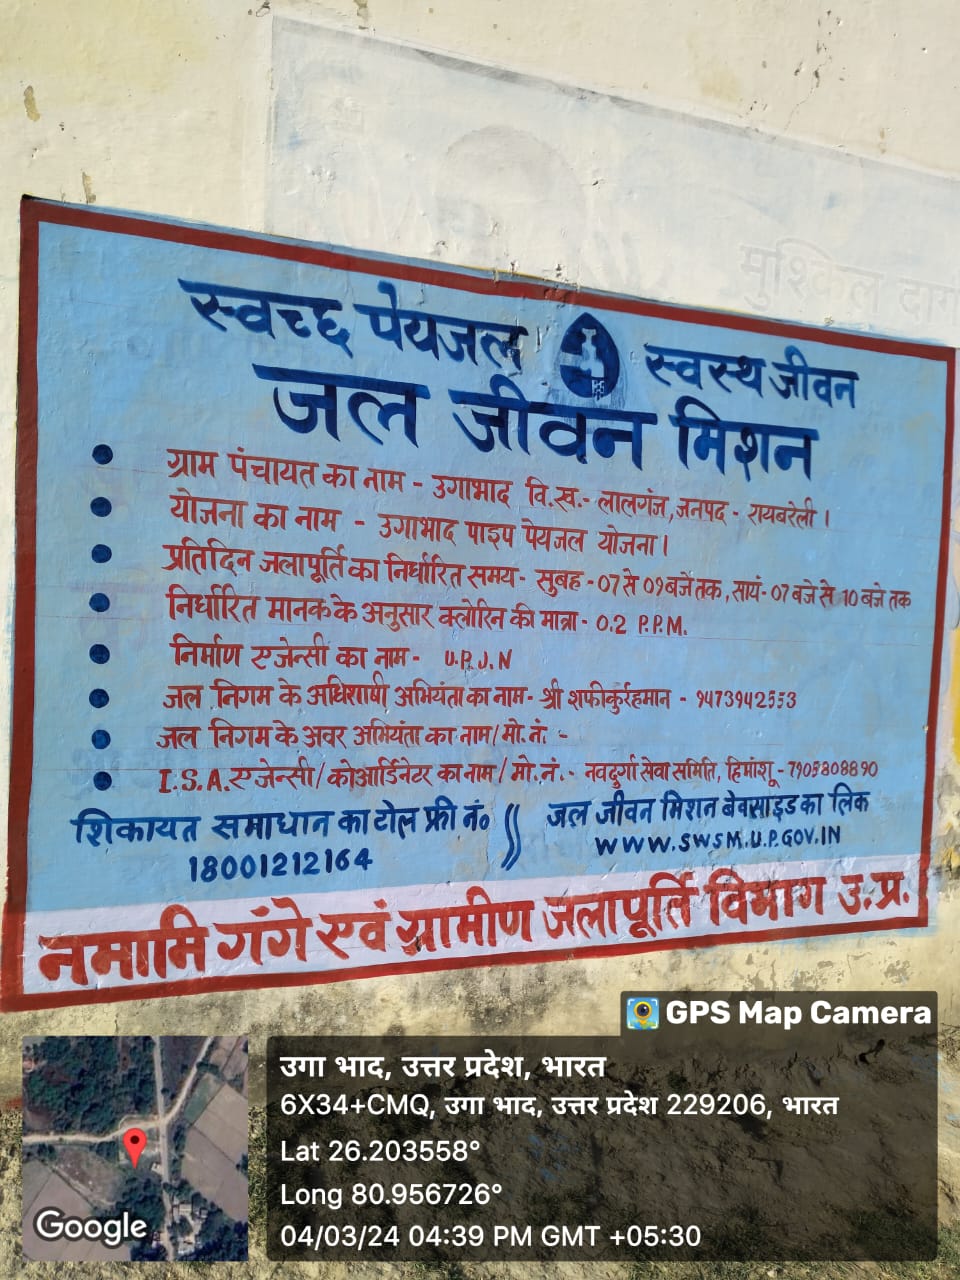 मुश्किल दाग
स्वच्छ पेयजल स्वस्थ जीवन
जल जीवन मिशन
ग्राम पंचायत का नाम - उगाभाद वि.ख.- लालगंज, जनपद - रायबरेली।
योजना का नाम - उगाभाद पाइप पेयजल योजना।
प्रतिदिन जलापूर्ति का निर्धारित समय- सुबह -07 से 09 बजे तक, सायं- 07 बजे से 10 बजे तक
निर्धारित मानक के अनुसार क्लोरिन की मात्रा - 0.2 P.P.M.
निर्माण एजेन्सी का नाम - U.P.J.N
जल निगम के अधिशाषी अभियंता का नाम- श्री शफीकुर्रहमान - 9473942553
जल निगम के अवर अभियंता का नाम/मो.नं. -
I.S.A. एजेन्सी/कोआर्डिनेटर का नाम/मो.नं.- नवदुर्गा सेवा समिति, हिमांशू - 7905308890
शिकायत समाधान का टोल फ्री नं० 18001212164
जल जीवन मिशन बेवसाइड का लिक
WWW.SWSM.U.P.GOV.IN
नमामि गंगे एवं ग्रामीण जलापूर्ति विभाग उ.प्र.
GPS Map Camera
उगा भाद, उत्तर प्रदेश, भारत
6X34+CMQ, उगा भाद, उत्तर प्रदेश 229206, भारत
Lat 26.203558°
Long 80.956726°
04/03/24 04:39 PM GMT +05:30
Google